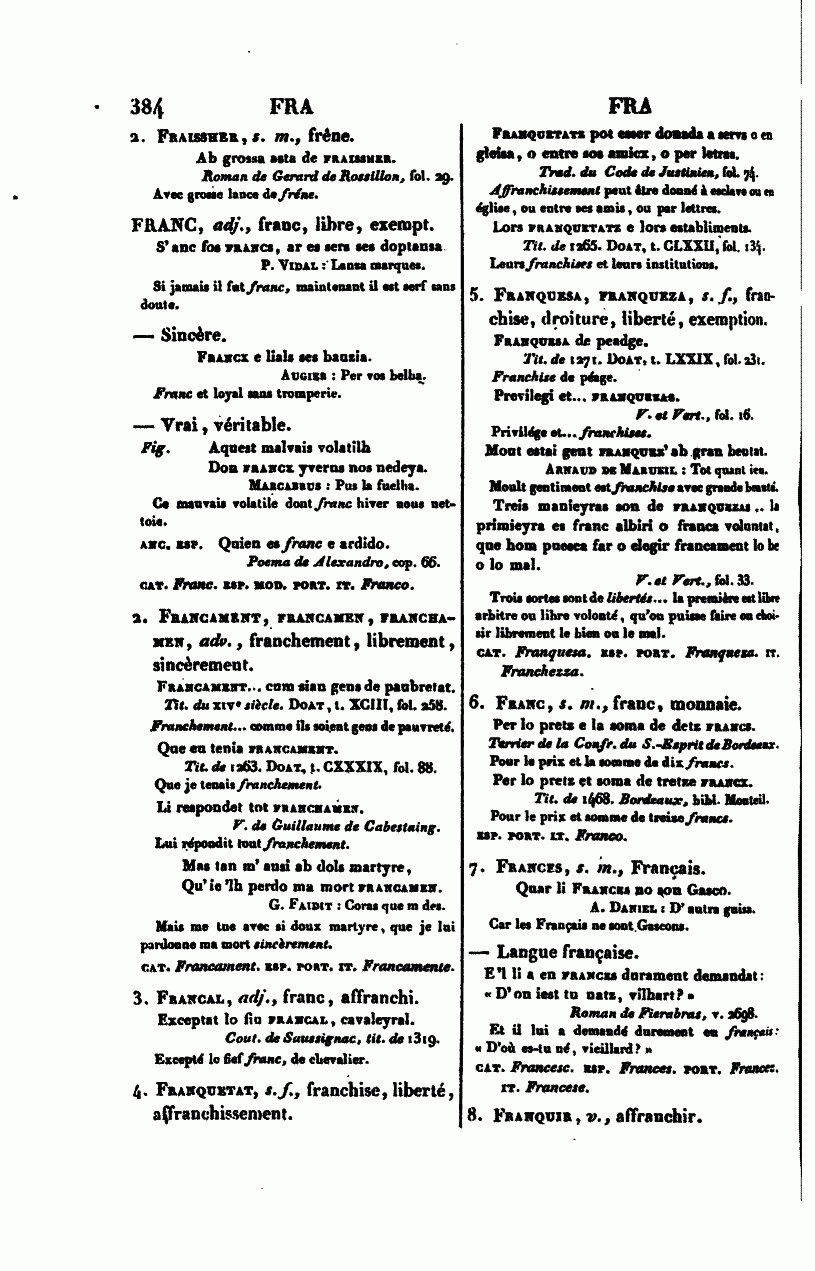 384 FRA
2. Fraissher, s. m., frêne.
Ab grossa asta de fraissher.
Roman de Gerard de Rossillon, fol. 29.
Avec grosse lance de frêne.
FRANC, adj., franc, libre, exempt.
S'anc fos francs, ar es sers ses doptansa.
P. Vidal : Lansa marques.
Si jamais il fut franc, maintenant il est serf sans
doute.
— Sincère.
Francx e lials ses bauzia.
Augier : Per vos belha.
Franc et loyal sans tromperie.
— Vrai, véritable.
Fig. Aquest malvais volatilh
Don francx yverns nos nedeya.
Marcabrus : Pus la fuelha.
Ce mauvais volatile dont franc hiver nous net-
toie.
anc. esp. Quien es franc e ardido.
Poema de Alexandro, cop. 66.
cat. Franc. esp. mod. port. it. Franco.
2. Francament, francamen, francha-
men, adv., franchement, librement,
sincèrement.
Francament... com sian gens de paubretat.
Tit. du xive siècle. Doat, t. XCIII, fol. 258.
Franchement... comme ils soient gens de pauvreté.
Que eu tenia francament.
Tit. de 1263. Doat, t. CXXXIX, fol. 88.
Que je tenais franchement.
Li respondet tot franchamen.
V. de Guillaume de Cabestaing.
Lui répondit tout franchement.
Mas tan m'ausi ab dols martyre,
Qu'ie'lh perdo ma mort francamen.
G. Faidit : Coras que m des.
Mais me tue avec si doux martyre, que je lui
pardonne ma mort sincèrement.
cat. Francament. esp. port. it. Francamente.
3. Francal, adj., franc, affranchi.
Exceptat lo fiu francal, cavaleyral.
Cout. de Saussignac, tit. de 1319.
Excepté le fief franc, de chevalier.
4. Franquetat, s. f., franchise, liberté,
affranchissement.
FRA
Franquetatz pot esser donada a servs o en
gleisa, o entre sos amicx, o per letras.
Trad. du Code de Justinien, fol. 74.
Affranchissement peut être donné à esclave ou en
église, ou entre ses amis, ou par lettres.
Lors franquetatz e lors establiments.
Tit. de 1265. Doat, t. CLXXII, fol. 134.
Leurs franchises et leurs institutions.
5. Franquesa, franqueza, s. f., fran-
chise, droiture, liberté, exemption.
Franquesa de peadge.
Tit. de 1271. Doat, t. LXXIX, fol. 231.
Franchise de péage.
Previlegi et... franquezas.
V. et Vert., fol. 16.
Privilége et... franchises.
Mout estai gent franquez' ab gran beutat.
Arnaud de Marueil : Tot quant ieu.
Moult gentiment est franchise avec grande beauté.
Treis manieyras son de franquezas .. la
primieyra es franc albiri o franca voluntat,
que hom puesca far o elegir francament lo be
o lo mal.
V. et Vert., fol. 33.
Trois sortes sont de libertés... la première est libre
arbitre ou libre volonté, qu'on puisse faire ou choi-
sir librement le bien ou le mal.
cat. Franquesa. esp. port. Franqueza. it.
Franchezza.
6. Franc, s. m., franc, monnaie.
Per lo pretz e la soma de detz francs.
Terrier de la Confr. du S.-Esprit de Bordeaux.
Pour le prix et la somme de dix francs.
Per lo pretz et soma de tretze francx.
Tit. de 1468. Bordeaux, bibl. Monteil.
Pour le prix et somme de treize francs.
esp. port. it. Franco.
7. Frances, s. m., Français.
Quar li Frances no son Gasco.
A. Daniel : D'autra guisa.
Car les Français ne sont Gascons.
— Langue française.
E'l li a en frances durament demandat :
« D'on iest tu natz, vilhart? »
Roman de Fierabras, v. 2698.
Et il lui a demandé durement en français :
« D'où es-tu né, vieillard? »
cat. Francesc. esp. Frances. port. Francez.
it. Francese.
8. Franquir, v., affranchir.